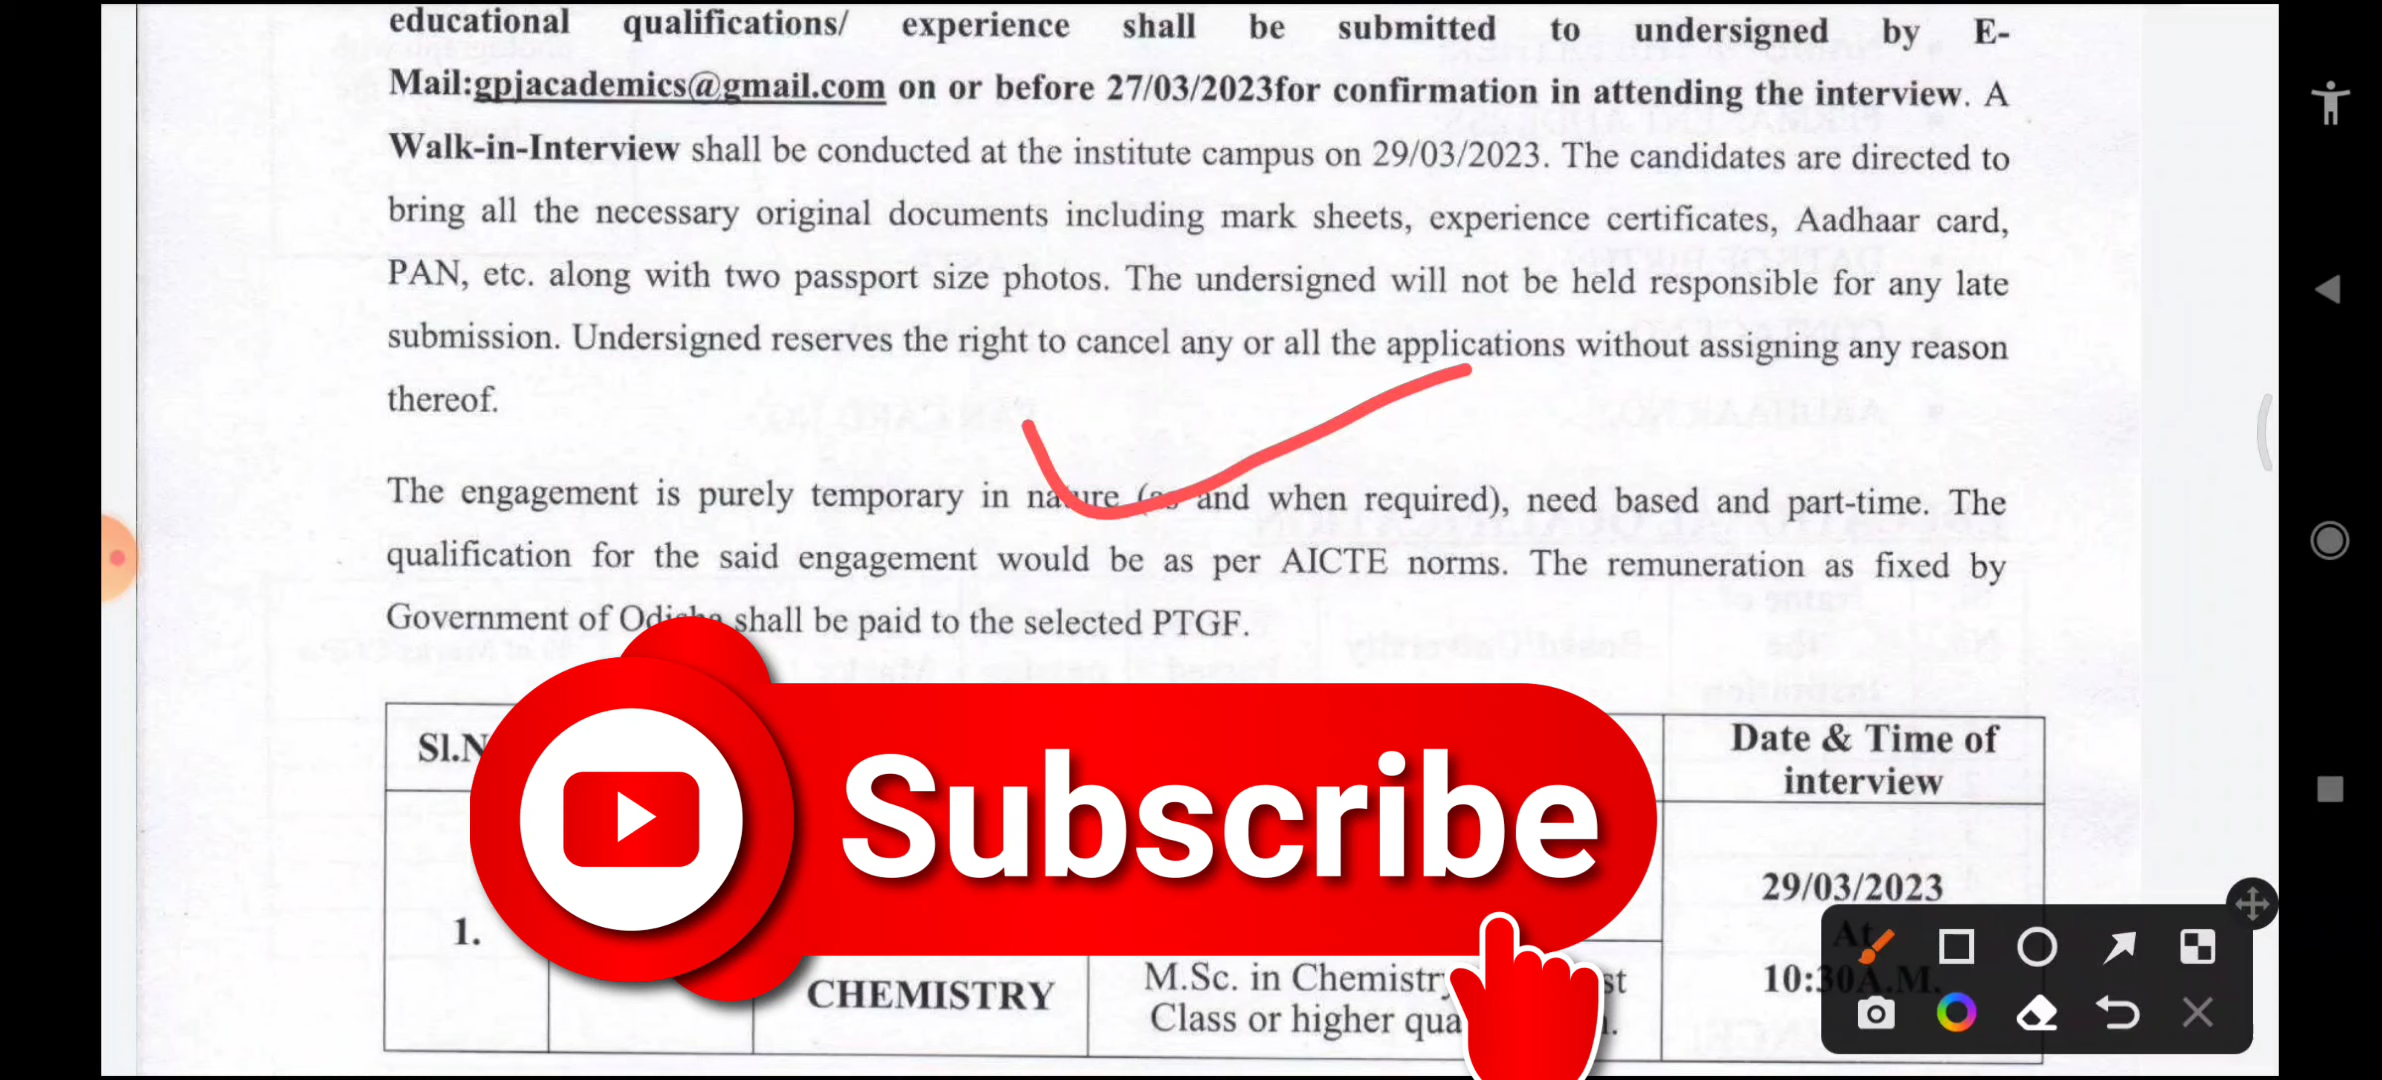 educational qualifications/ experience shall be submitted to undersigned by E-
Mail:gpjacademics@gmail.com on or before 27/03/2023for confirmation in attending the interview. A
Walk-in-Interview shall be conducted at the institute campus on 29/03/2023. The candidates are directed to
bring all the necessary original documents including mark sheets, experience certificates, Aadhaar card,
PAN, etc. along with two passport size photos. The undersigned will not be held responsible for any late
submission. Undersigned reserves the right to cancel any or all the applications without assigning any reason
thereof.
The engagement is purely temporary in nature (as and when required), need based and part-time. The
qualification for the said engagement would be as per AICTE norms. The remuneration as fixed by
Government of Odisha shall be paid to the selected PTGF.
Sl.N
Date & Time of
interview
Subscribe
1.
29/03/2023
At
10:30A.M.
CHEMISTRY
M.Sc. in Chemistry st
Class or higher qua